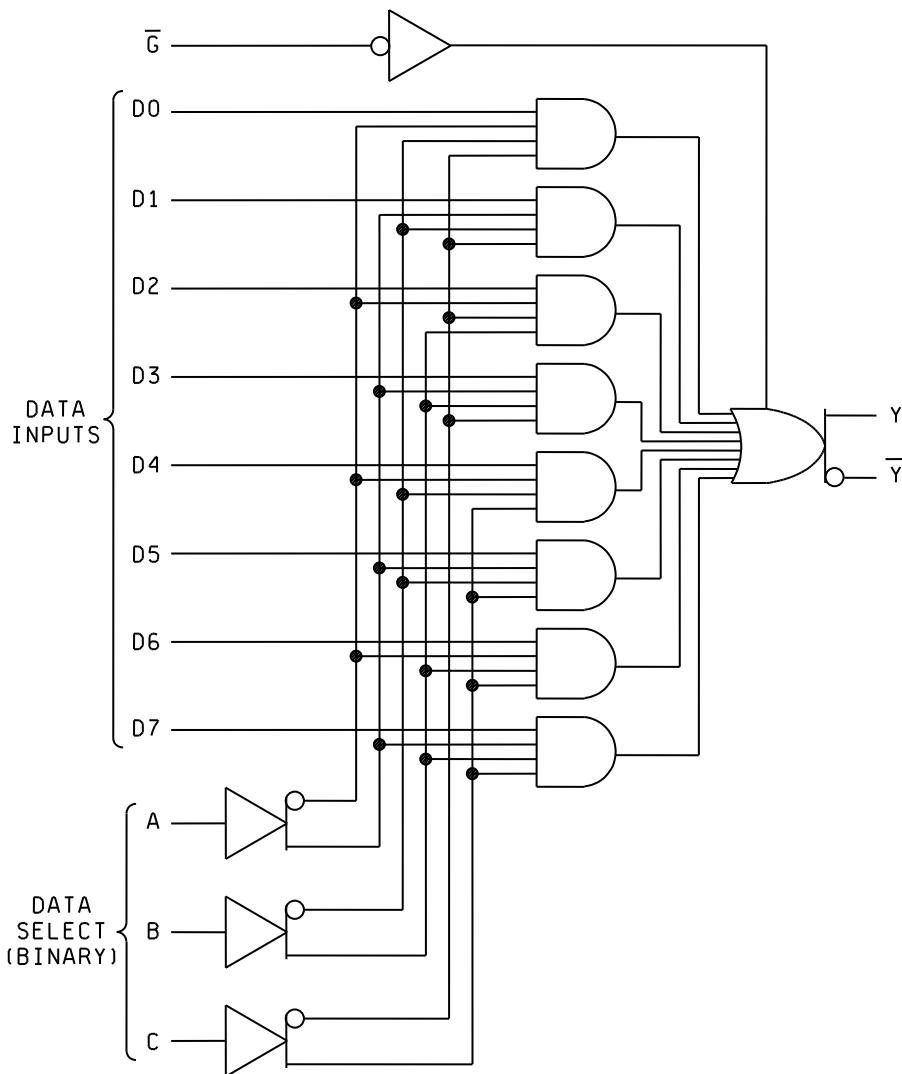 G̅
D0
D1
D2
D3
DATA
INPUTS
Y
D4
Y̅
D5
D6
D7
A
DATA
SELECT
(BINARY)
B
C